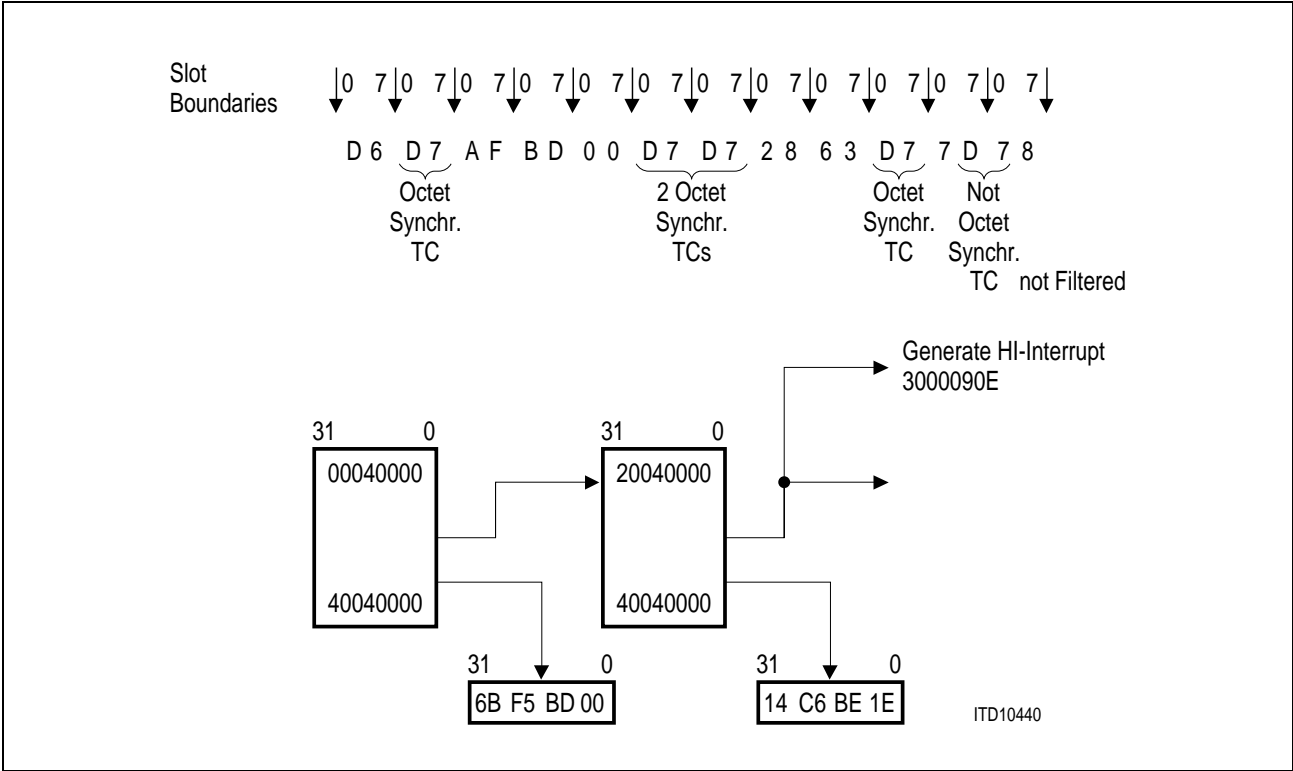 Slot
Boundaries
0 7 0 7 0 7 0 7 0 7 0 7 0 7 0 7 0 7 0 7 0 7 0 7
D 6 D 7 A F B D 0 0 D 7 D 7 2 8 6 3 D 7 7 D 7 8
Octet
Synchr.
TC
2 Octet
Synchr.
TCs
Octet
Synchr.
TC
Not
Octet
Synchr.
TC not Filtered
Generate HI-Interrupt
3000090E
31 0
00040000
40040000
31 0
20040000
40040000
31 0
6B F5 BD 00
31 0
14 C6 BE 1E
ITD10440